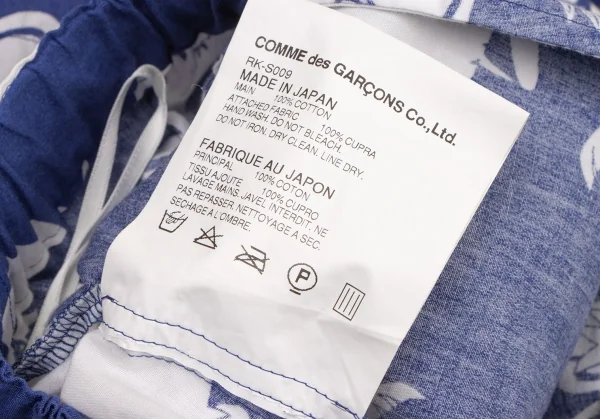 COMME des GARÇONS Co.,Ltd.
RK-S009
MADE IN JAPAN
MAIN 100% COTTON
ATTACHED FABRIC 100% CUPRA
HAND WASH. DO NOT BLEACH.
DO NOT IRON. DRY CLEAN. LINE DRY.
FABRIQUE AU JAPON
PRINCIPAL 100% COTON
TISSU AJOUTE 100% CUPRO
LAVAGE MAINS. JAVEL INTERDIT. NE
PAS REPASSER. NETTOYAGE A SEC.
SECHAGE A L'OMBRE.
P